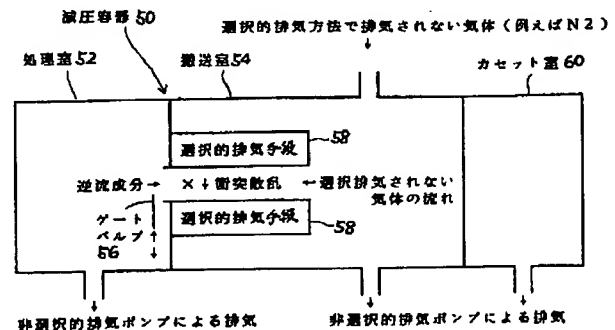 減圧容器 50
選択的排気方法で排気されない気体(例えばN2)
処理室 52
搬送室 54
カセット室 60
選択的排気手段
58
逆流成分→ ×↓衝突散乱 ←選択排気されない
気体の流れ
ゲート
バルブ
56
選択的排気手段
58
非選択的排気ポンプによる排気
非選択的排気ポンプによる排気